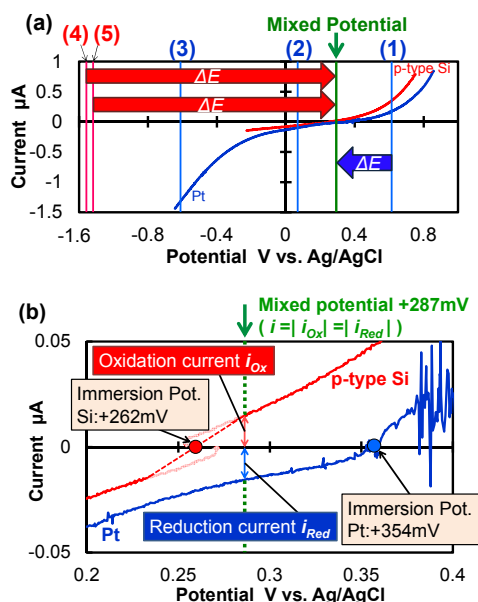 (a)
Mixed Potential
(4) (5) (3) (2) (1)
p-type Si
ΔE
ΔE
ΔE
Pt
1
0.5
0
-0.5
-1
-1.5
-1.6 -1.2 -0.8 -0.4 0 0.4 0.8
Current µA
Potential V vs. Ag/AgCl
(b)
Mixed potential +287mV
( i =| iOx| =| iRed| )
0.05
Oxidation current iOx
p-type Si
Immersion Pot.
Si:+262mV
0
Immersion Pot.
Pt:+354mV
Pt
Reduction current iRed
-0.05
0.2 0.25 0.3 0.35 0.4
Current µA
Potential V vs. Ag/AgCl